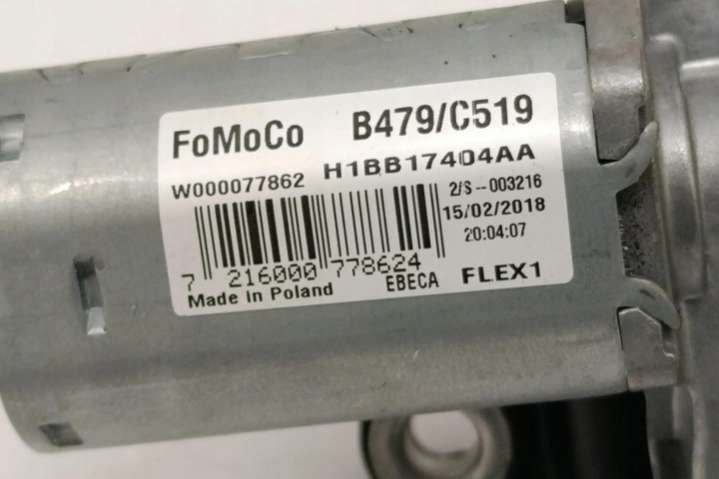 FoMoCo B479/C519
W000077862 H1BB17404AA
2/S-003216
15/02/2018
20:04:07
7 216000 778624
Made in Poland EBECA FLEX1